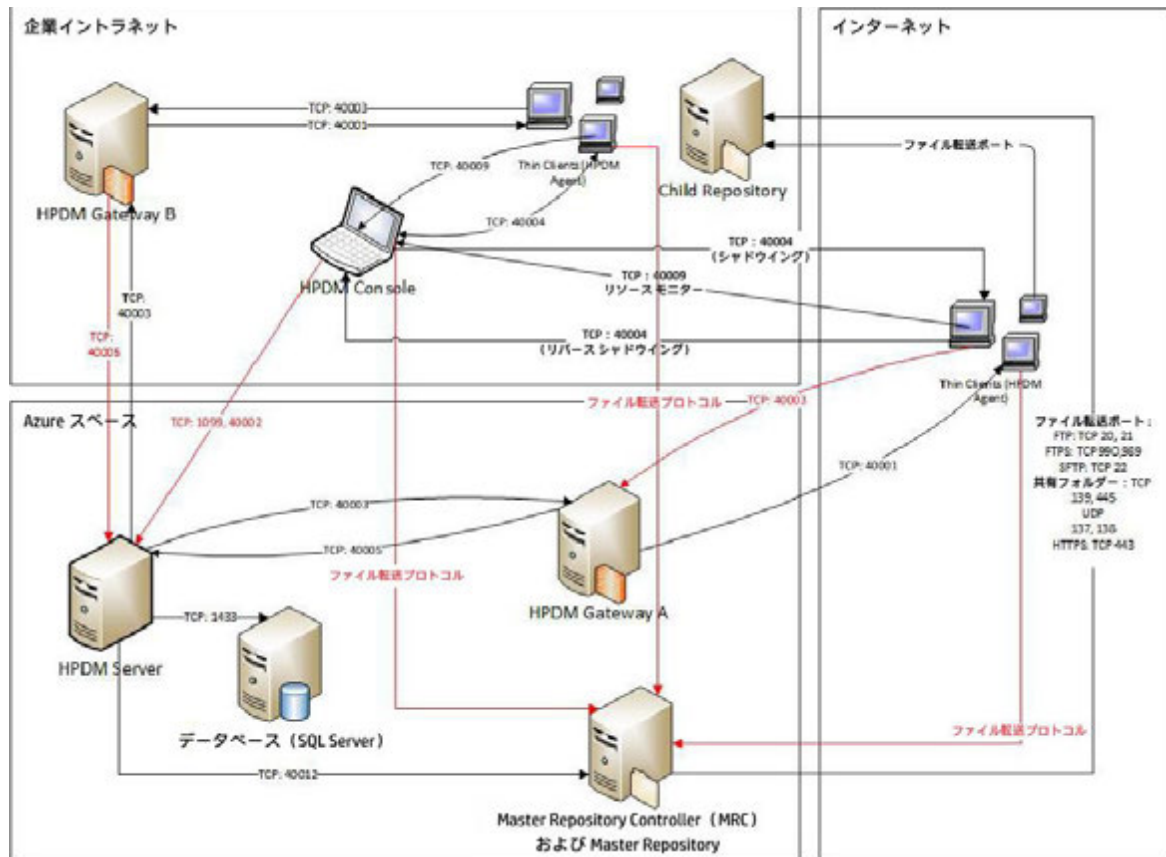 企業イントラネット
インターネット
TCP: 40003
TCP: 40001
HPDM Gateway B
TCP: 40009
Thin Clients (HPDM
Agent)
TCP: 40004
HPDM Console
Child Repository
ファイル転送ポート
TCP：40004
（シャドウイング）
TCP：40009
リソース モニター
TCP：40004
（リバース シャドウイング）
TCP:
40003
TCP:
40005
Thin Clients (HPDM
Agent)
Azure スペース
TCP: 1099, 40002
ファイル転送プロトコル
TCP: 40003
TCP: 40001
ファイル転送ポート：
FTP: TCP 20, 21
FTPS: TCP 990,989
SFTP: TCP 22
共有フォルダー：TCP
139, 445
UDP
137, 138
HTTPS: TCP 443
TCP: 40003
TCP: 40005
ファイル転送プロトコル
HPDM Gateway A
TCP: 1433
HPDM Server
データベース（SQL Server）
ファイル転送プロトコル
TCP: 40012
Master Repository Controller（MRC）
および Master Repository